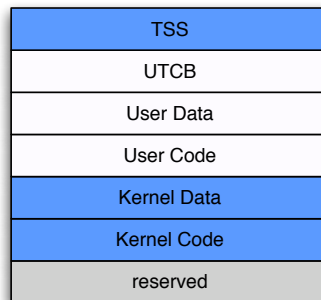 TSS
UTCB
User Data
User Code
Kernel Data
Kernel Code
reserved